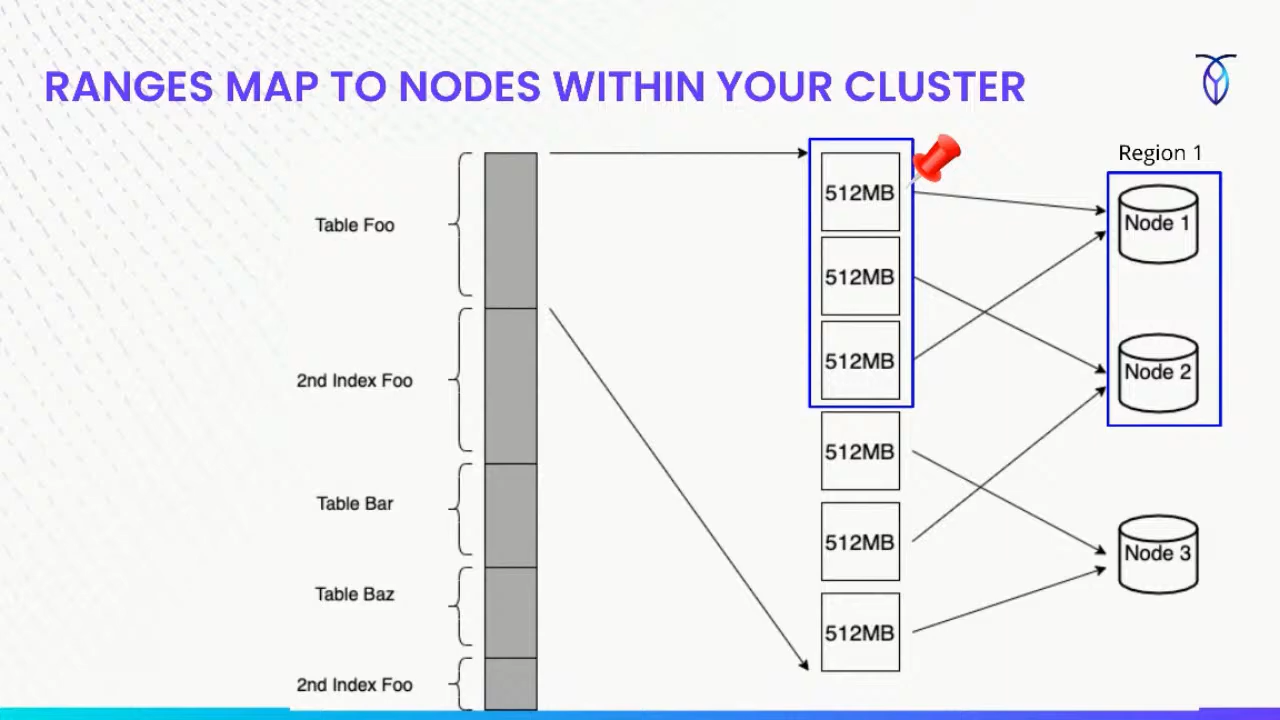 RANGES MAP TO NODES WITHIN YOUR CLUSTER
Table Foo
2nd Index Foo
Table Bar
Table Baz
2nd Index Foo
512MB
512MB
512MB
512MB
512MB
512MB
Region 1
Node 1
Node 2
Node 3